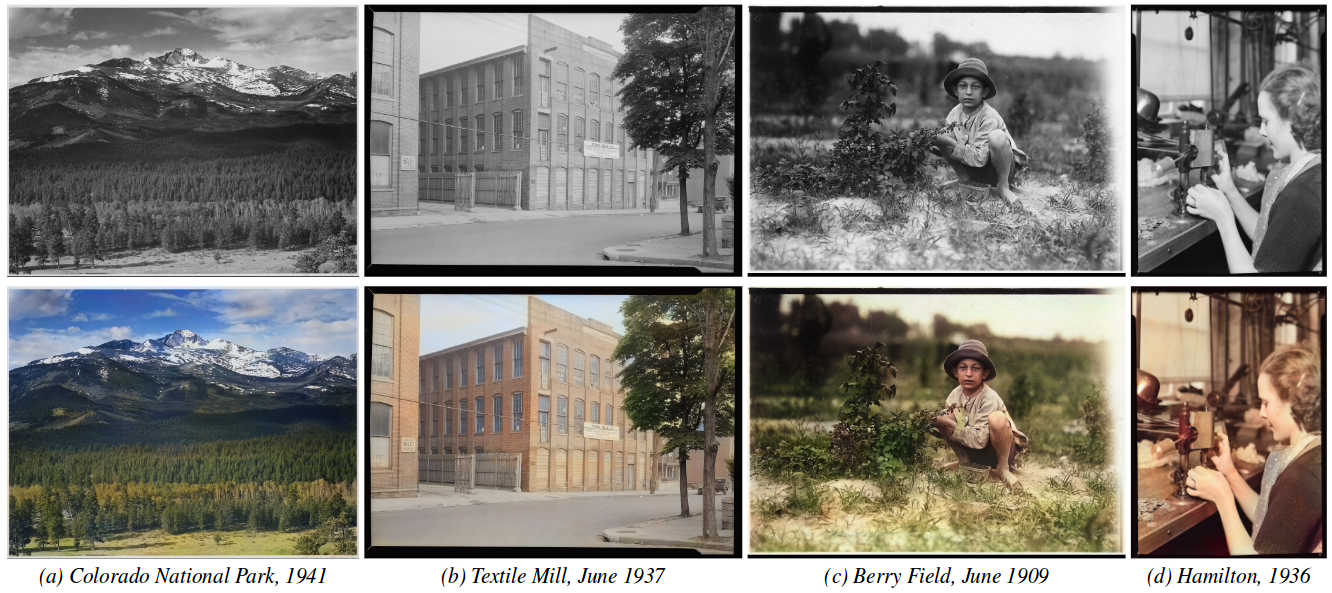 (a) Colorado National Park, 1941
(b) Textile Mill, June 1937
(c) Berry Field, June 1909
(d) Hamilton, 1936